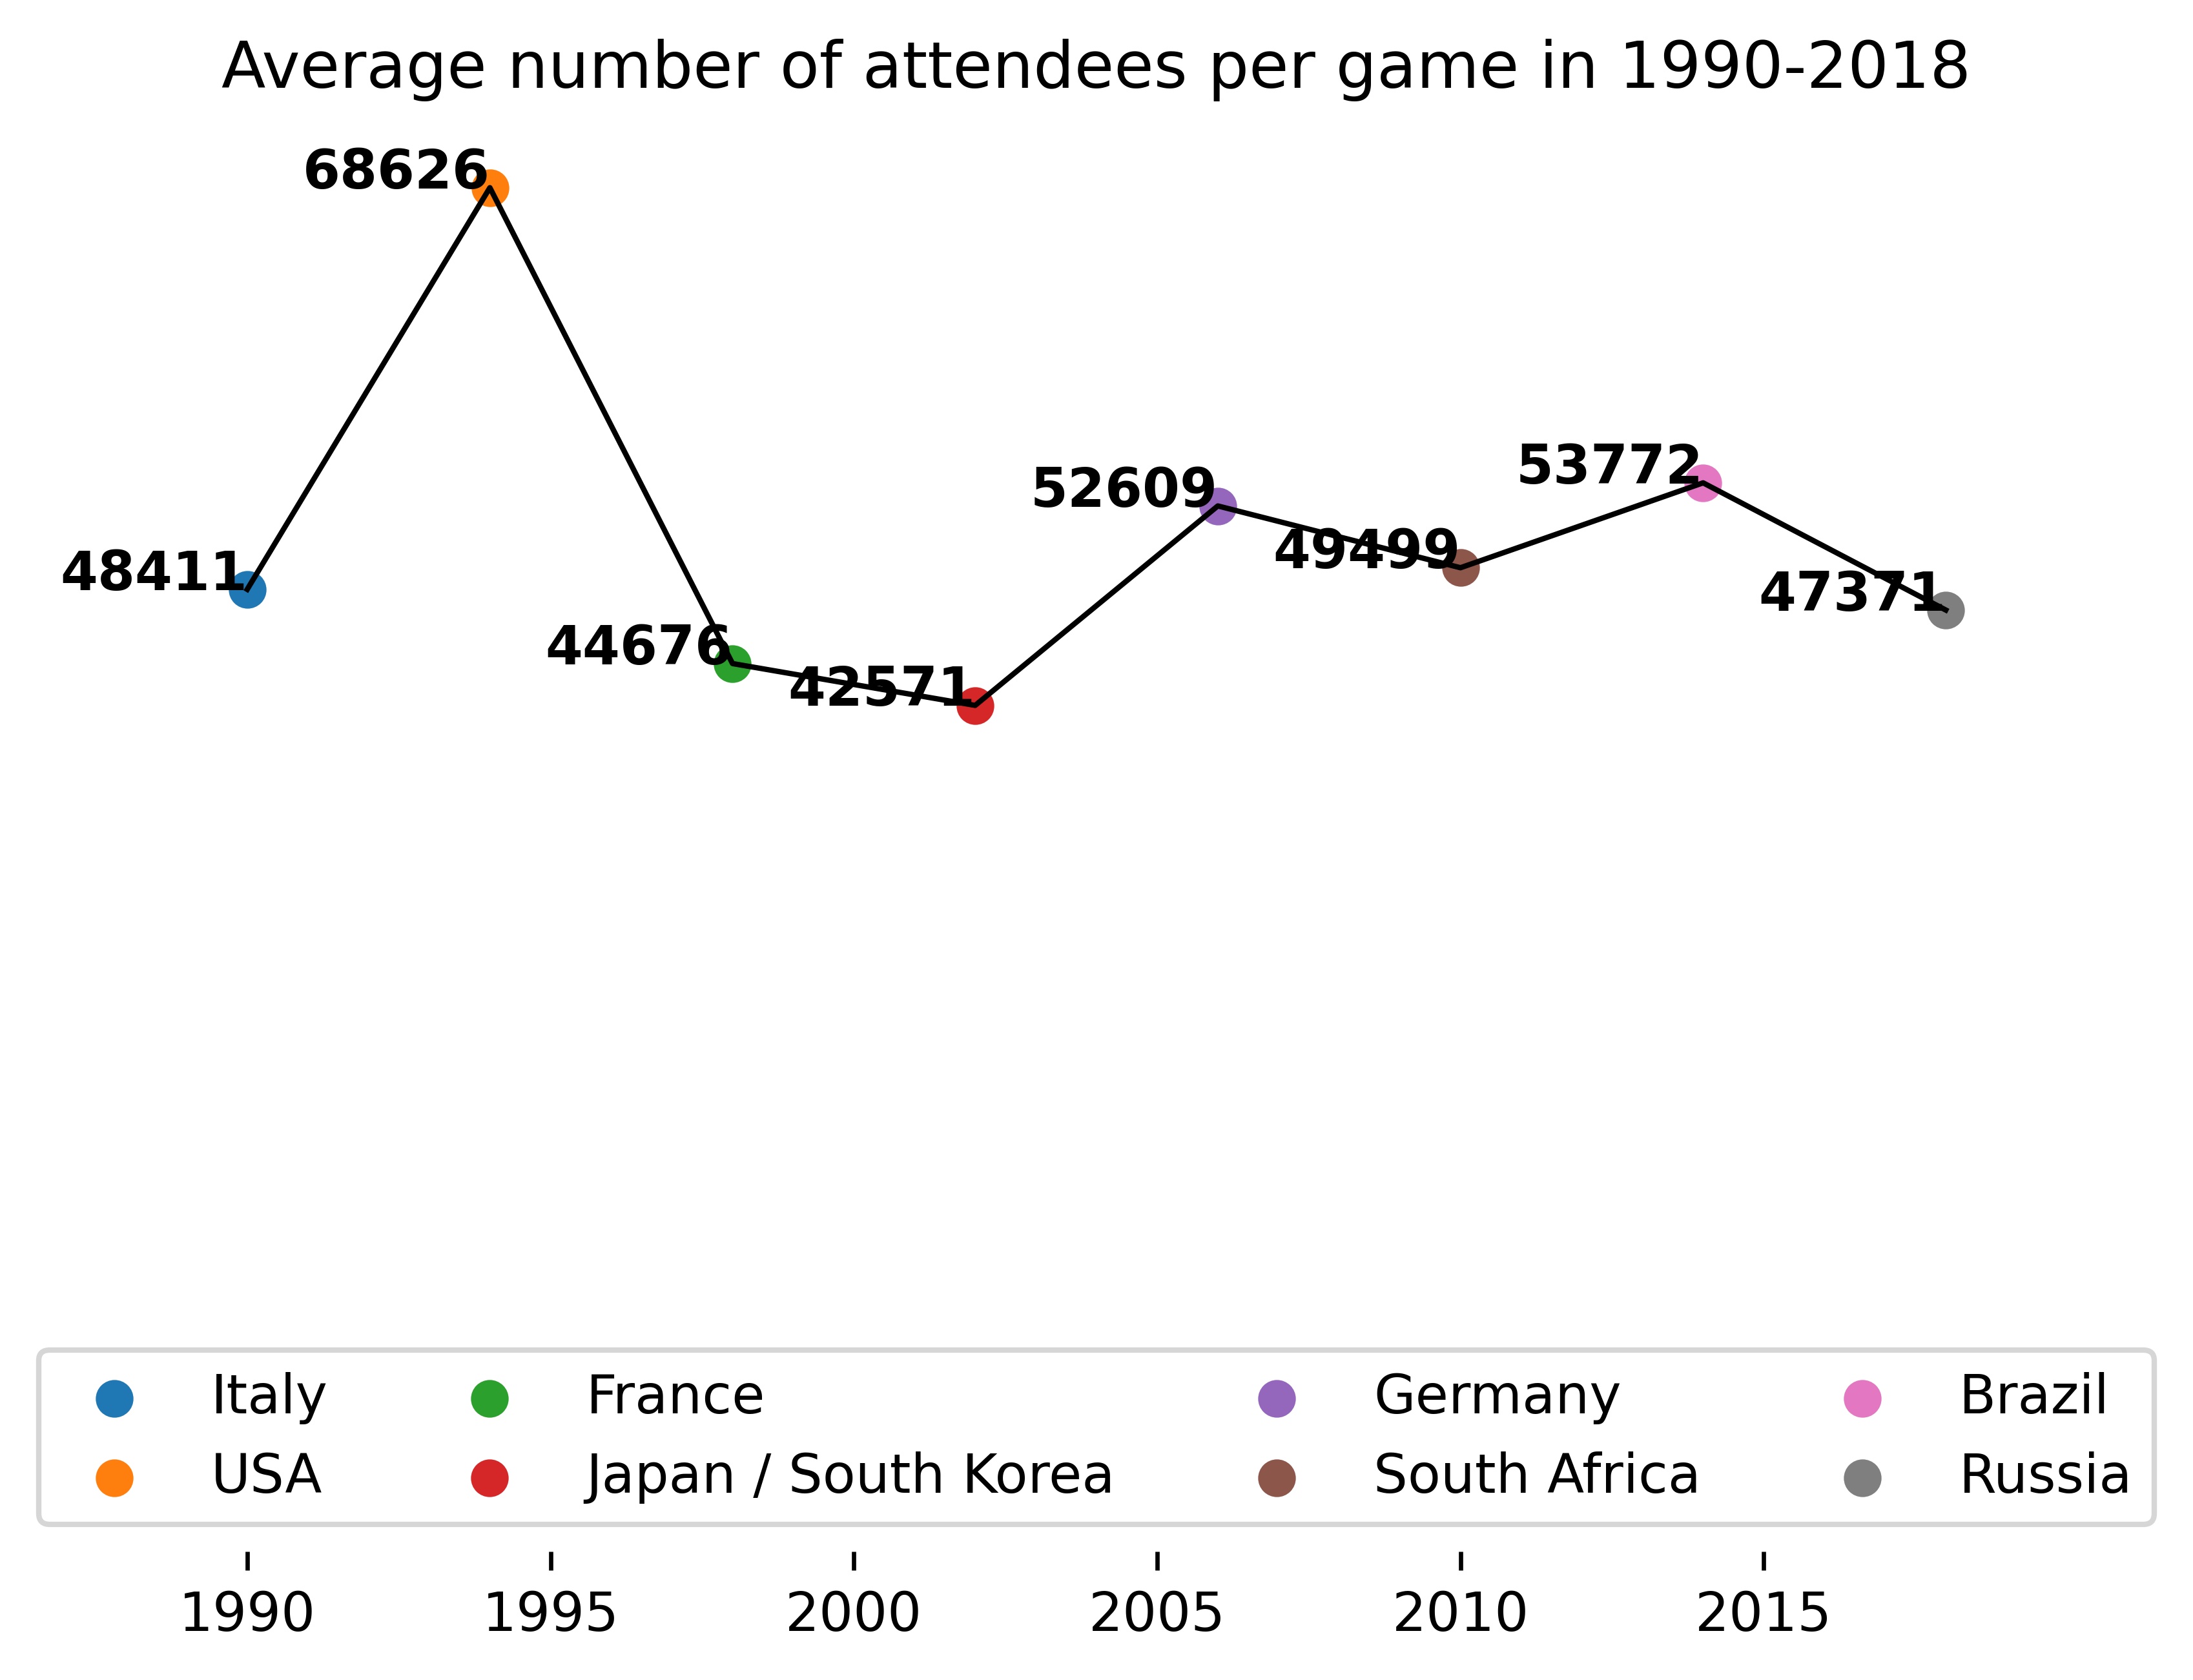 Average number of attendees per game in 1990-2018
68626
53772
52609
49499
48411
47371
44676
42571
Italy
USA
France
Japan / South Korea
Germany
South Africa
Brazil
Russia
1990
1995
2000
2005
2010
2015